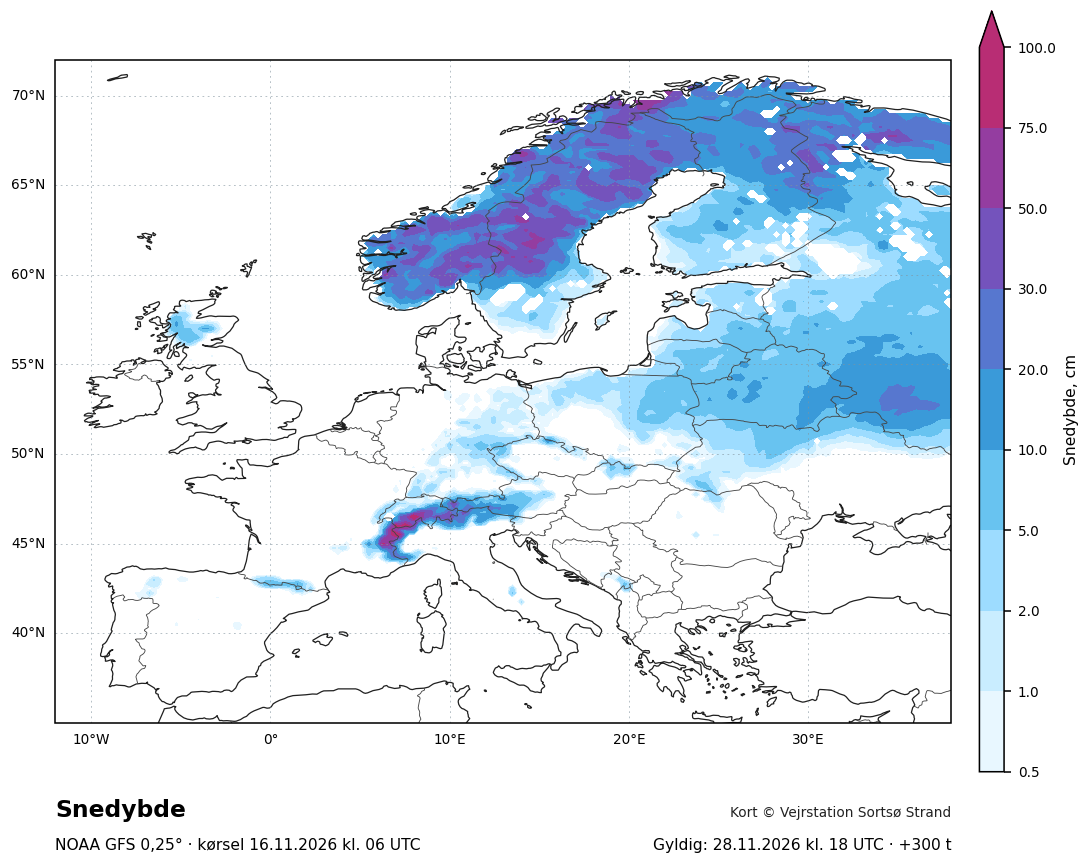 100.0
75.0
50.0
30.0
20.0
10.0
5.0
2.0
1.0
0.5
Snedybde, cm
70°N
65°N
60°N
55°N
50°N
45°N
40°N
10°W 0° 10°E 20°E 30°E
Snedybde
Kort © Vejrstation Sortsø Strand
NOAA GFS 0,25° · kørsel 16.11.2026 kl. 06 UTC
Gyldig: 28.11.2026 kl. 18 UTC · +300 t